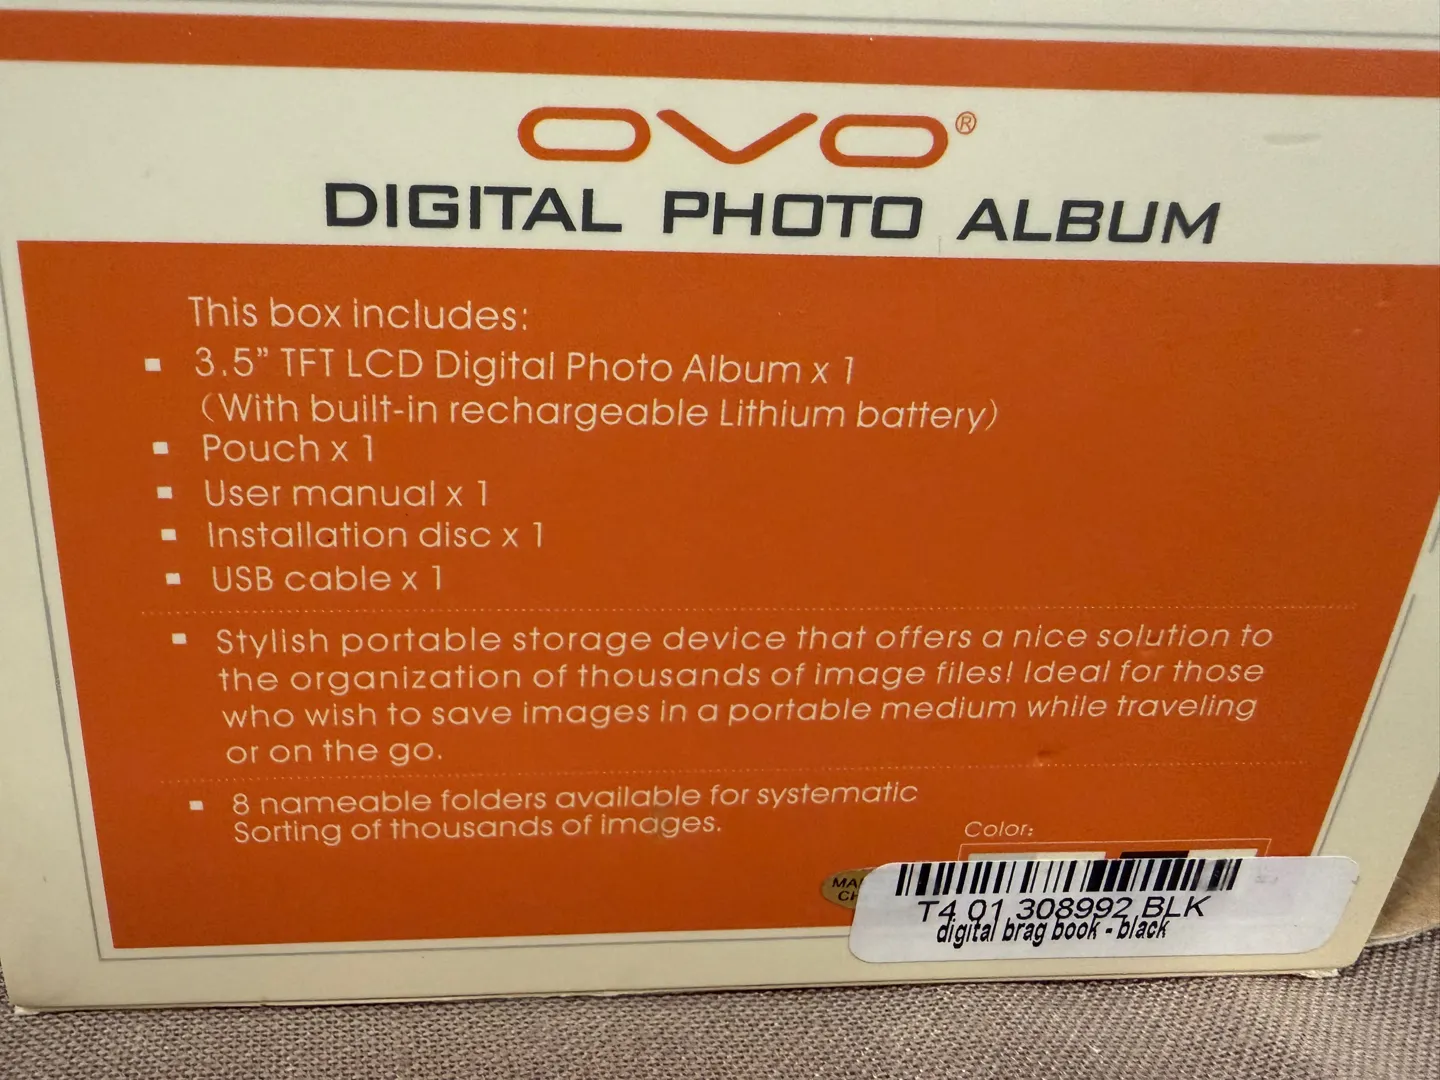 OVO®
DIGITAL PHOTO ALBUM
This box includes:
▪ 3.5” TFT LCD Digital Photo Album x 1
(With built-in rechargeable Lithium battery)
▪ Pouch x 1
▪ User manual x 1
▪ Installation disc x 1
▪ USB cable x 1
▪ Stylish portable storage device that offers a nice solution to
the organization of thousands of image files! Ideal for those
who wish to save images in a portable medium while traveling
or on the go.
▪ 8 nameable folders available for systematic
Sorting of thousands of images.
Color:
T4 01 308992 BLK
digital brag book - black